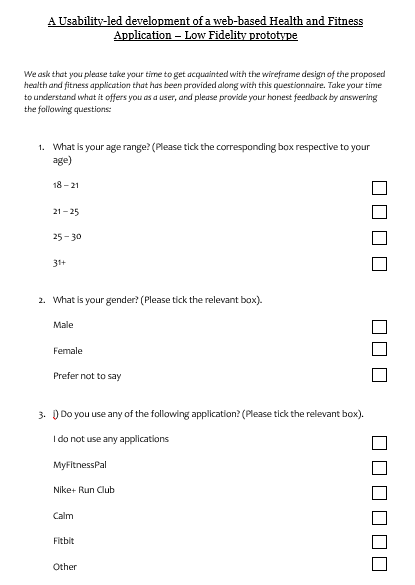 A Usability-led development of a web-based Health and Fitness
Application – Low Fidelity prototype
We ask that you please take your time to get acquainted with the wireframe design of the proposed
health and fitness application that has been provided along with this questionnaire. Take your time
to understand what it offers you as a user, and please provide your honest feedback by answering
the following questions:
1. What is your age range? (Please tick the corresponding box respective to your
age)
18 – 21
21 – 25
25 – 30
31+
2. What is your gender? (Please tick the relevant box).
Male
Female
Prefer not to say
3. i) Do you use any of the following application? (Please tick the relevant box).
I do not use any applications
MyFitnessPal
Nike+ Run Club
Calm
Fitbit
Other